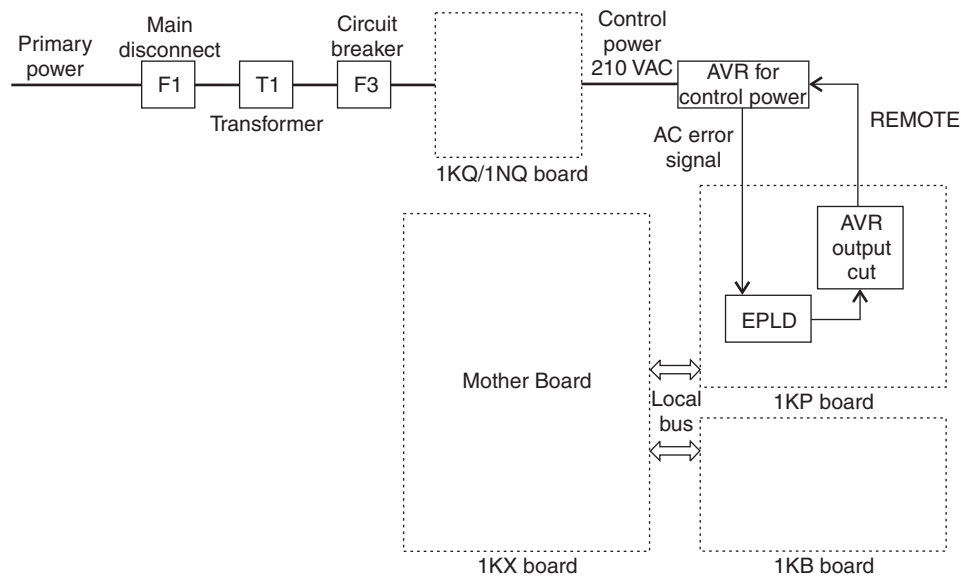 Primary
power
Main
disconnect
F1
T1
Transformer
Circuit
breaker
F3
1KQ/1NQ board
Control
power
210 VAC
AVR for
control power
REMOTE
AC error
signal
AVR
output
cut
EPLD
1KP board
Mother Board
Local
bus
1KX board
1KB board